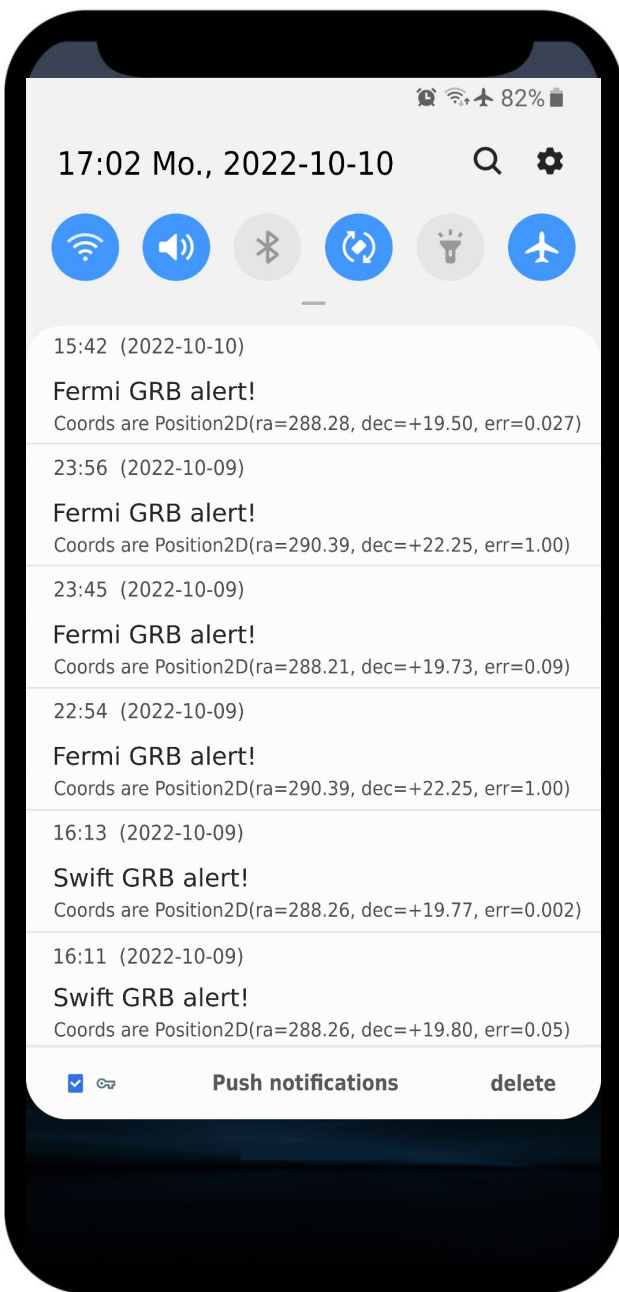 82%
17:02 Mo., 2022-10-10
15:42 (2022-10-10)
Fermi GRB alert!
Coords are Position2D(ra=288.28, dec=+19.50, err=0.027)
23:56 (2022-10-09)
Fermi GRB alert!
Coords are Position2D(ra=290.39, dec=+22.25, err=1.00)
23:45 (2022-10-09)
Fermi GRB alert!
Coords are Position2D(ra=288.21, dec=+19.73, err=0.09)
22:54 (2022-10-09)
Fermi GRB alert!
Coords are Position2D(ra=290.39, dec=+22.25, err=1.00)
16:13 (2022-10-09)
Swift GRB alert!
Coords are Position2D(ra=288.26, dec=+19.77, err=0.002)
16:11 (2022-10-09)
Swift GRB alert!
Coords are Position2D(ra=288.26, dec=+19.80, err=0.05)
Push notifications delete